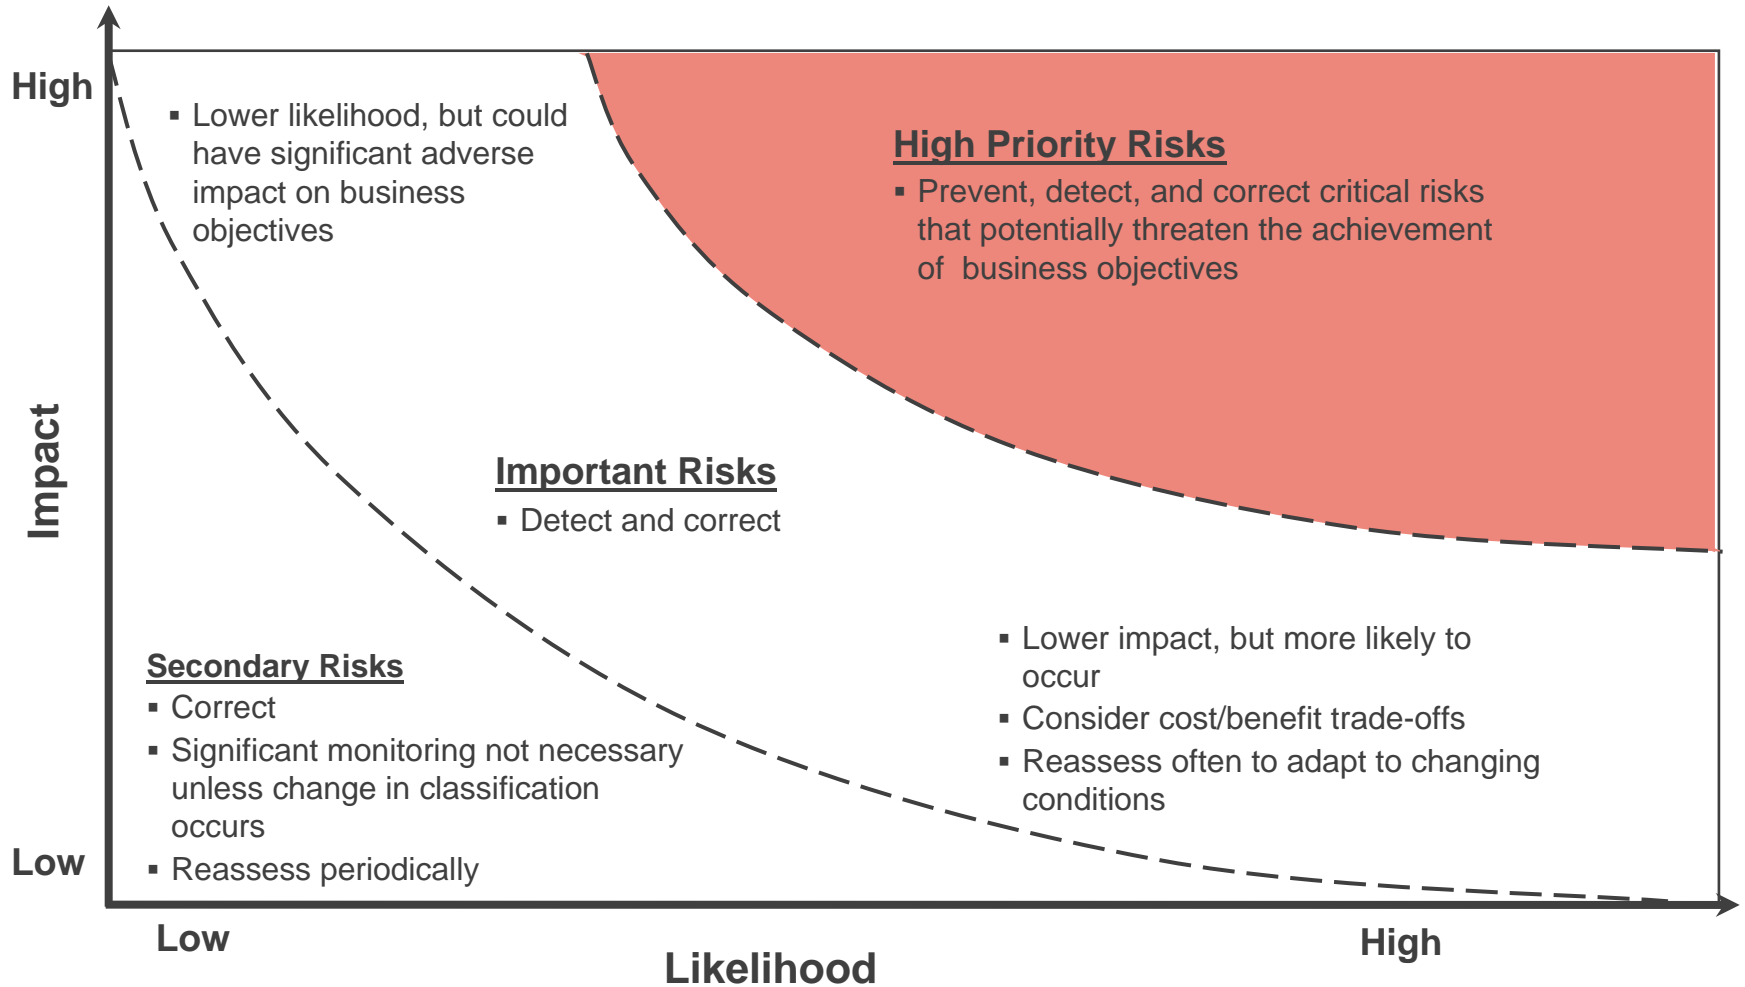 High
▪ Lower likelihood, but could
have significant adverse
impact on business
objectives
High Priority Risks
▪ Prevent, detect, and correct critical risks
that potentially threaten the achievement
of  business objectives
Impact
Important Risks
▪ Detect and correct
▪ Lower impact, but more likely to
occur
▪ Consider cost/benefit trade-offs
▪ Reassess often to adapt to changing
conditions
Secondary Risks
▪ Correct
▪ Significant monitoring not necessary
unless change in classification
occurs
▪ Reassess periodically
Low
Low
High
Likelihood